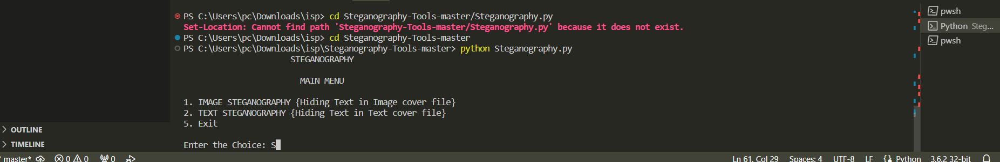 PS C:\Users\pc\Downloads\isp> cd Steganography-Tools-master/Steganography.py
Set-Location: Cannot find path 'Steganography-Tools-master/Steganography.py' because it does not exist.
PS C:\Users\pc\Downloads\isp> cd Steganography-Tools-master
PS C:\Users\pc\Downloads\isp\Steganography-Tools-master> python Steganography.py
STEGANOGRAPHY
MAIN MENU
1. IMAGE STEGANOGRAPHY {Hiding Text in Image cover file}
2. TEXT STEGANOGRAPHY {Hiding Text in Text cover file}
5. Exit
Enter the Choice: S
pwsh
Python Steg...
pwsh
OUTLINE
TIMELINE
master* 0 0 0 Ln 61, Col 29 Spaces: 4 UTF-8 LF Python 3.6.2 32-bit